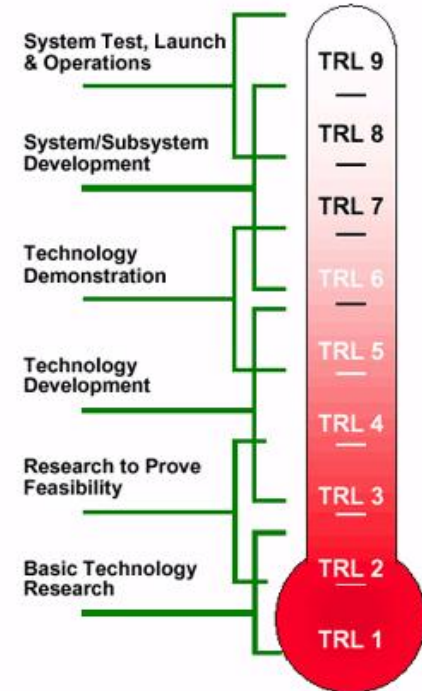 System Test, Launch
& Operations
System/Subsystem
Development
Technology
Demonstration
Technology
Development
Research to Prove
Feasibility
Basic Technology
Research
TRL 9
TRL 8
TRL 7
TRL 6
TRL 5
TRL 4
TRL 3
TRL 2
TRL 1